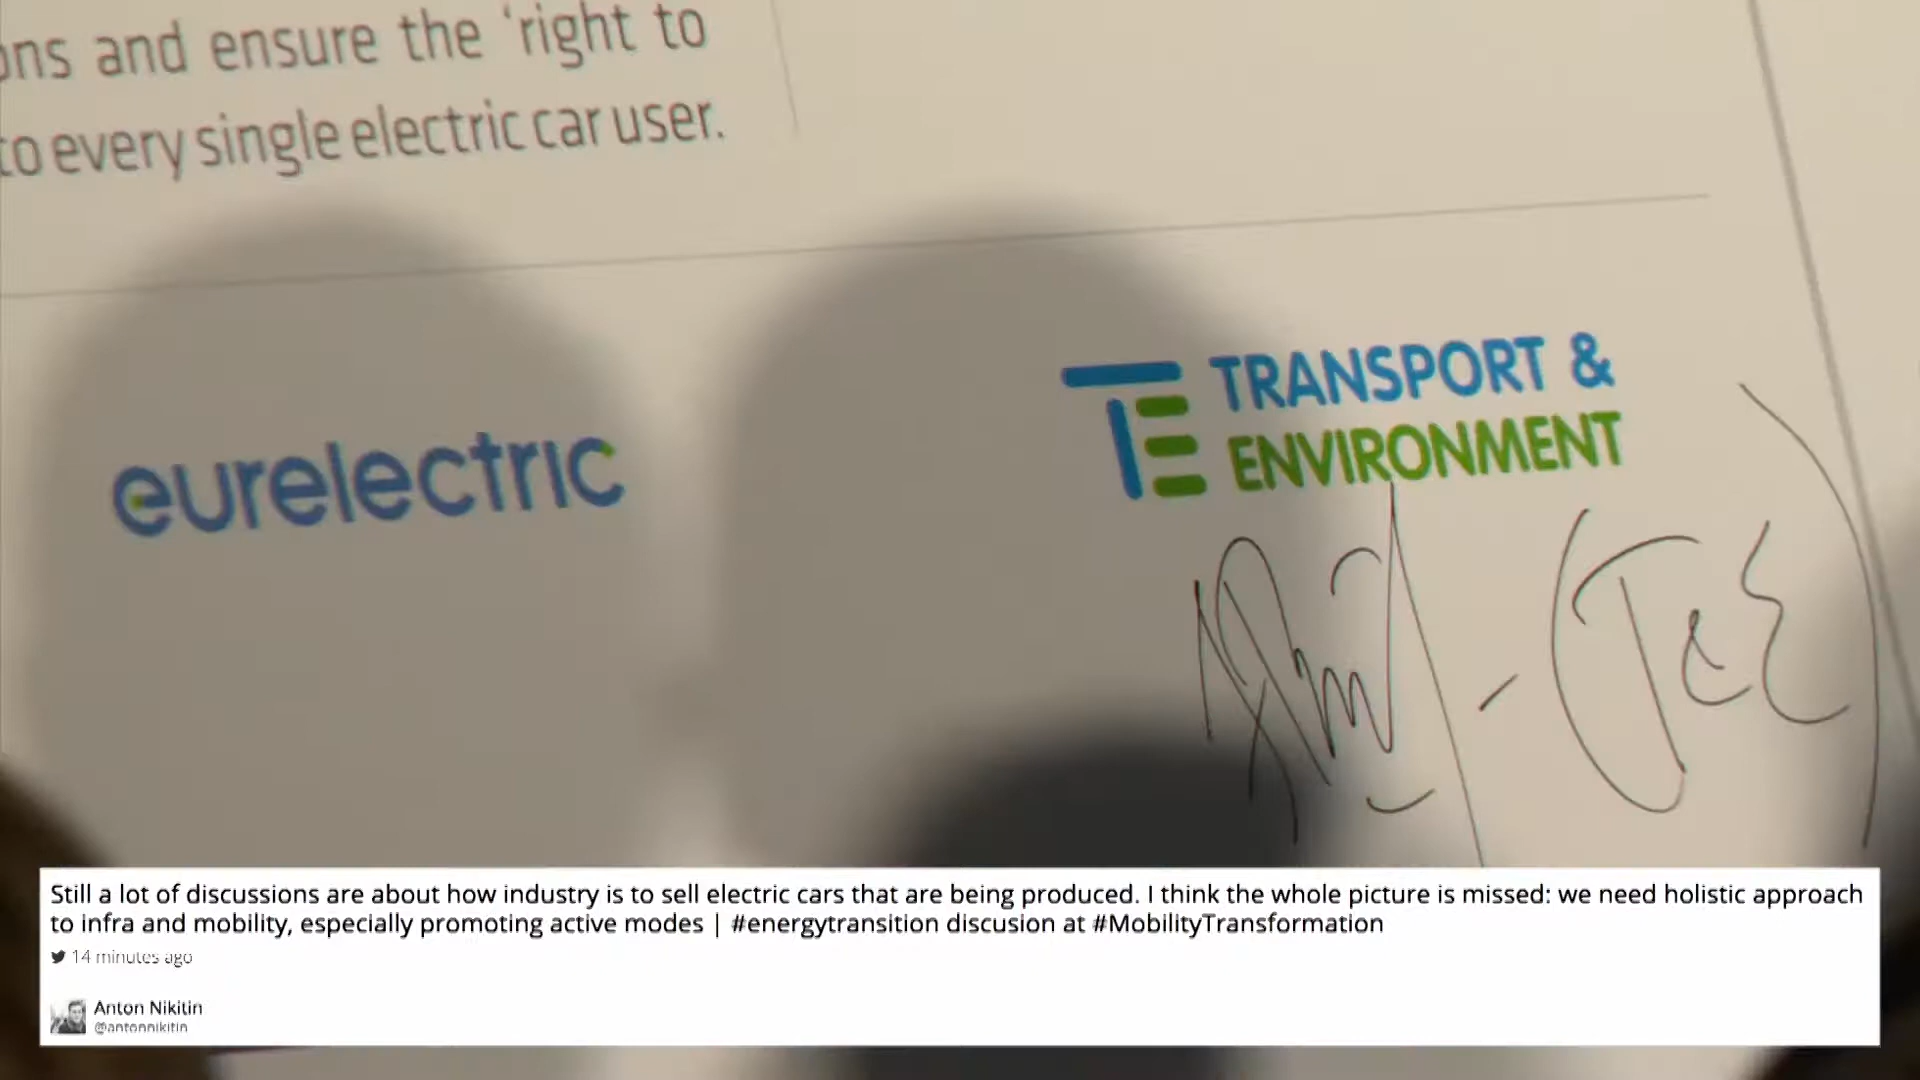 ons and ensure the ‘right to
to every single electric car user.
eurelectric
TE TRANSPORT &
ENVIRONMENT
(T&E)
Still a lot of discussions are about how industry is to sell electric cars that are being produced. I think the whole picture is missed: we need holistic approach
to infra and mobility, especially promoting active modes | #energytransition discusion at #MobilityTransformation
14 minutes ago
Anton Nikitin
@antonnikitin